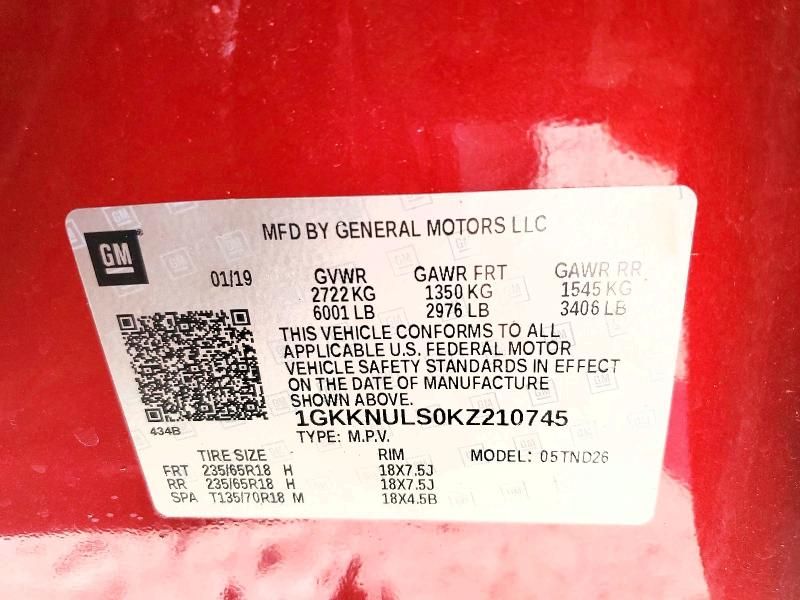 MFD BY GENERAL MOTORS LLC
GM
01/19 GVWR GAWR FRT GAWR RR
2722 KG 1350 KG 1545 KG
6001 LB 2976 LB 3406 LB
THIS VEHICLE CONFORMS TO ALL
APPLICABLE U.S. FEDERAL MOTOR
VEHICLE SAFETY STANDARDS IN EFFECT
ON THE DATE OF MANUFACTURE
SHOWN ABOVE.
434B
1GKKNULS0KZ210745
TYPE: M.P.V.
TIRE SIZE RIM MODEL: 05TND26
FRT 235/65R18 H 18X7.5J
RR 235/65R18 H 18X7.5J
SPA T135/70R18 M 18X4.5B